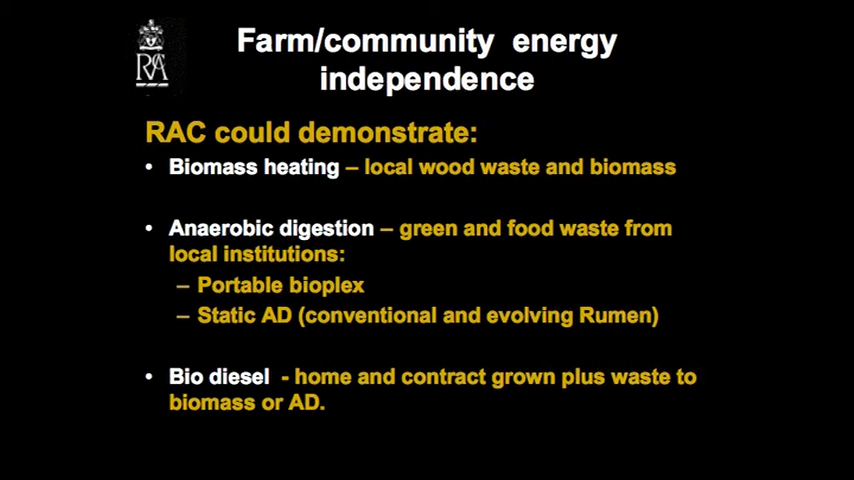 RAC
Farm/community energy
independence
RAC could demonstrate:
• Biomass heating – local wood waste and biomass
• Anaerobic digestion – green and food waste from
local institutions:
– Portable bioplex
– Static AD (conventional and evolving Rumen)
• Bio diesel - home and contract grown plus waste to
biomass or AD.